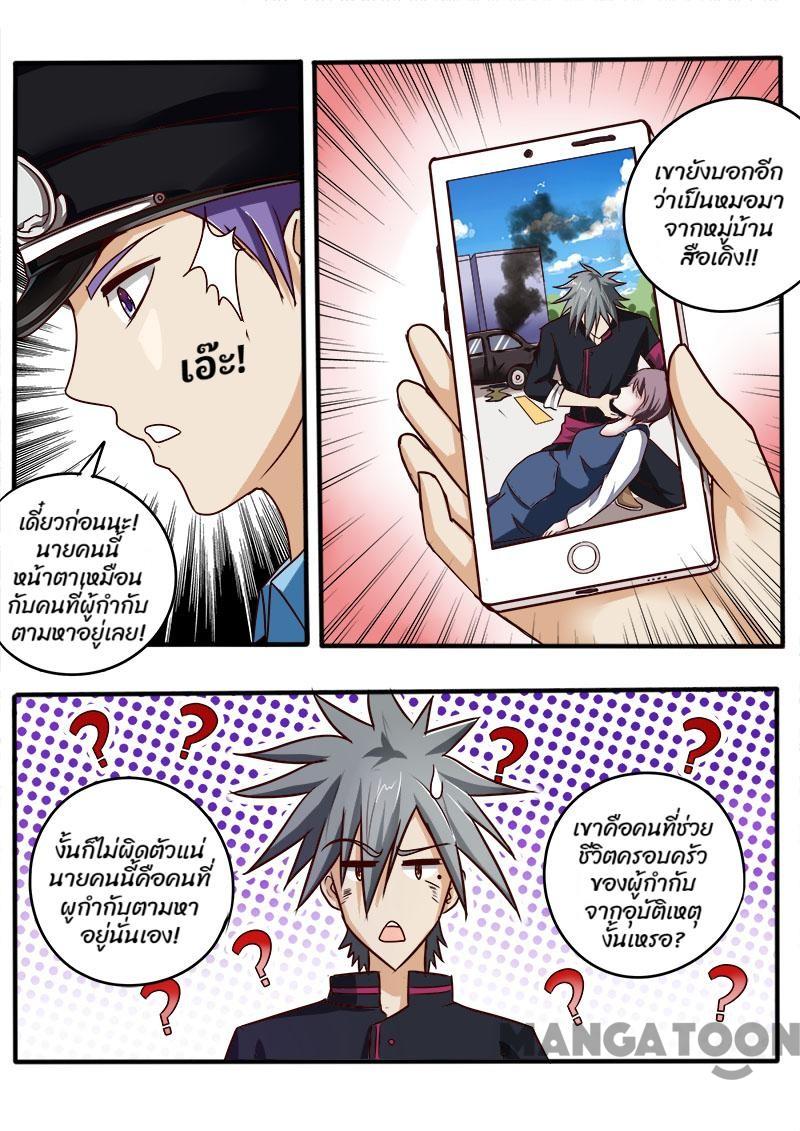 เอ๊ะ!
เดี๋ยวก่อนนะ!
นายคนนี้
หน้าตาเหมือน
กับคนที่ผู้กำกับ
ตามหาอยู่เลย!
เขายังบอกอีก
ว่าเป็นหมอมา
จากหมู่บ้าน
สือเคิง!!
งั้นก็ไม่ผิดตัวแน่
นายคนนี้คือคนที่
ผูกำกับตามหา
อยู่นั่นเอง!
เขาคือคนที่ช่วย
ชีวิตครอบครัว
ของผู้กำกับ
จากอุบัติเหตุ
งั้นเหรอ?
? ? ? ? ? ? ? ?
MANGATOON